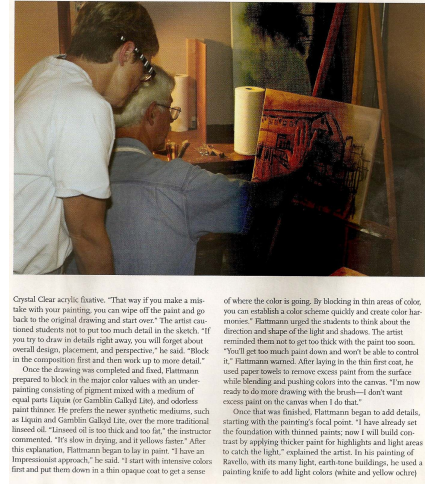 Crystal Clear acrylic fixative. "That way if you make a mis-
take with your painting, you can wipe off the paint and go
back to the original drawing and start over." The artist cau-
tioned students not to put too much detail in the sketch. "If
you try to draw in details right away, you will forget about
overall design, placement, and perspective," he said. "Block
in the composition first and then work up to more detail."
Once the drawing was completed and fixed, Flattmann
prepared to block in the major color values with an under-
painting consisting of pigment mixed with a medium of
equal parts Liquin (or Gamblin Galkyd Lite), and odorless
paint thinner. He prefers the newer synthetic mediums, such
as Liquin and Gamblin Galkyd Lite, over the more traditional
linseed oil. "Linseed oil is too thick and too fat," the instructor
commented. "It's slow in drying, and it yellows faster." After
this explanation, Flattmann began to lay in paint. "I have an
Impressionist approach," he said. "I start with intensive colors
first and put them down in a thin opaque coat to get a sense
of where the color is going. By blocking in thin areas of color,
you can establish a color scheme quickly and create color har-
monies." Flattmann urged the students to think about the
direction and shape of the light and shadows. The artist
reminded them not to get too thick with the paint too soon.
"You'll get too much paint down and won't be able to control
it," Flattmann warned. After laying in the thin first coat, he
used paper towels to remove excess paint from the surface
while blending and pushing colors into the canvas. "I'm now
ready to do more drawing with the brush—I don't want
excess paint on the canvas when I do that."
Once that was finished, Flattmann began to add details,
starting with the painting's focal point. "I have already set
the foundation with thinned paints; now I will build con-
trast by applying thicker paint for highlights and light areas
to catch the light," explained the artist. In his painting of
Ravello, with its many light, earth-tone buildings, he used a
painting knife to add light colors (white and yellow ochre)